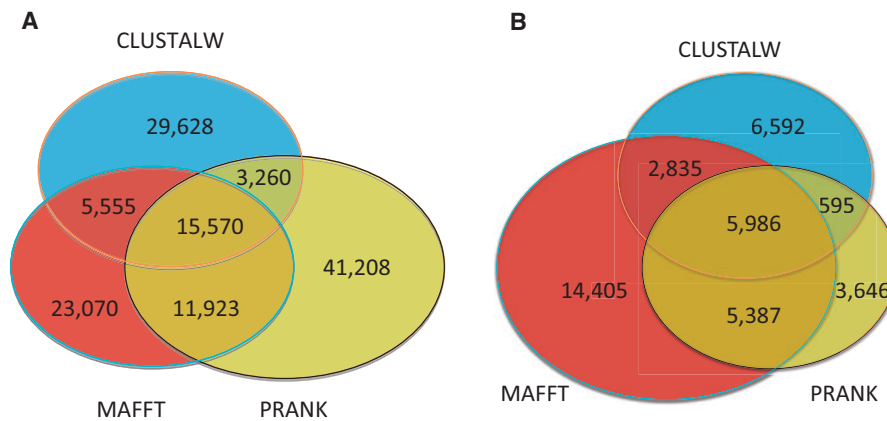 A
CLUSTALW
29,628
3,260
5,555
15,570
41,208
23,070
11,923
MAFFT
PRANK
B
CLUSTALW
6,592
2,835
595
5,986
14,405
3,646
5,387
MAFFT
PRANK